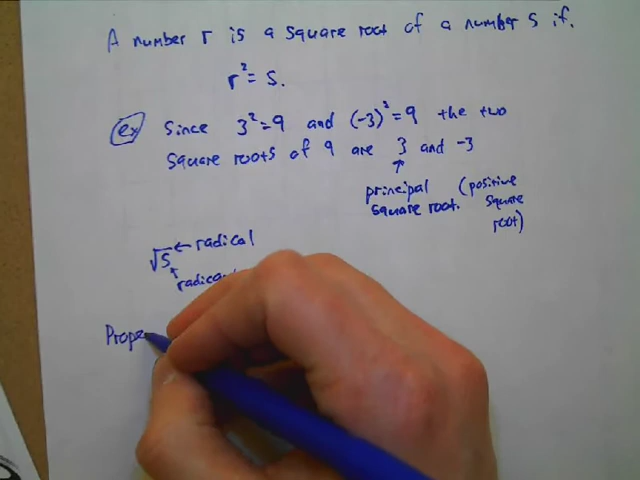 A number r is a square root of a number s if.
r² = s.
ex Since 3² = 9 and (-3)² = 9 the two
square roots of 9 are 3 and -3
principal (positive
square root. square
root)
√s ← radical
Prope